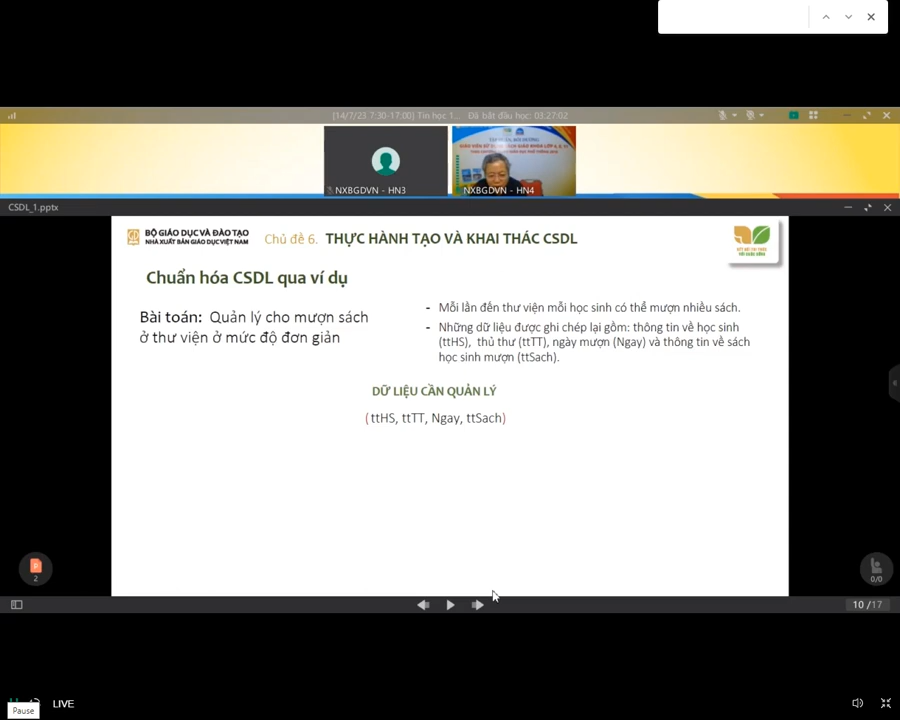 [14/7/23 7:30-17:00] Tin học 1... Đã bắt đầu học: 03:27:02
NXBGDVN - HN3
NXBGDVN - HN4
CSDL_1.pptx
BỘ GIÁO DỤC VÀ ĐÀO TẠO
NHÀ XUẤT BẢN GIÁO DỤC VIỆT NAM
Chủ đề 6. THỰC HÀNH TẠO VÀ KHAI THÁC CSDL
Chuẩn hóa CSDL qua ví dụ
Bài toán: Quản lý cho mượn sách
ở thư viện ở mức độ đơn giản
- Mỗi lần đến thư viện mỗi học sinh có thể mượn nhiều sách.
- Những dữ liệu được ghi chép lại gồm: thông tin về học sinh
(ttHS), thủ thư (ttTT), ngày mượn (Ngay) và thông tin về sách
học sinh mượn (ttSach).
DỮ LIỆU CẦN QUẢN LÝ
(ttHS, ttTT, Ngay, ttSach)
2
0/0
10 /17
LIVE
Pause